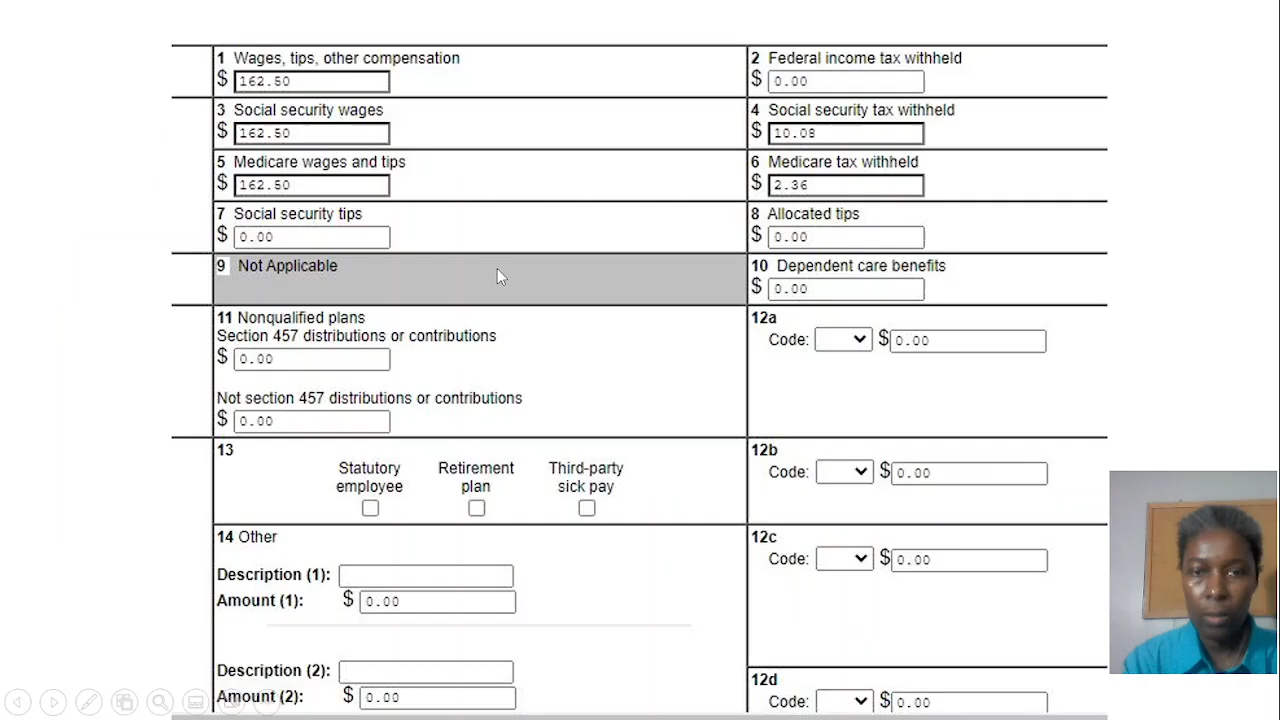 1 Wages, tips, other compensation
$ 162.50
2 Federal income tax withheld
$ 0.00
3 Social security wages
$ 162.50
4 Social security tax withheld
$ 10.08
5 Medicare wages and tips
$ 162.50
6 Medicare tax withheld
$ 2.36
7 Social security tips
$ 0.00
8 Allocated tips
$ 0.00
9 Not Applicable
10 Dependent care benefits
$ 0.00
11 Nonqualified plans
Section 457 distributions or contributions
$ 0.00
Not section 457 distributions or contributions
$ 0.00
12a
Code: $ 0.00
13
Statutory employee
Retirement plan
Third-party sick pay
12b
Code: $ 0.00
14 Other
Description (1):
Amount (1): $ 0.00
Description (2):
Amount (2): $ 0.00
12c
Code: $ 0.00
12d
Code: $ 0.00